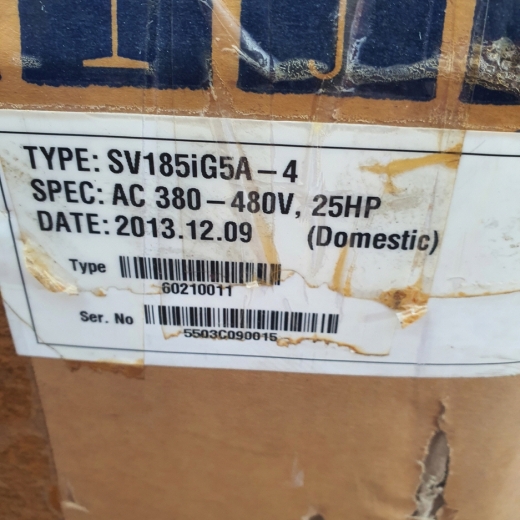 TYPE: SV185iG5A-4
SPEC: AC 380-480V, 25HP
DATE: 2013.12.09 (Domestic)
Type
60210011
Ser. No
5503C090015